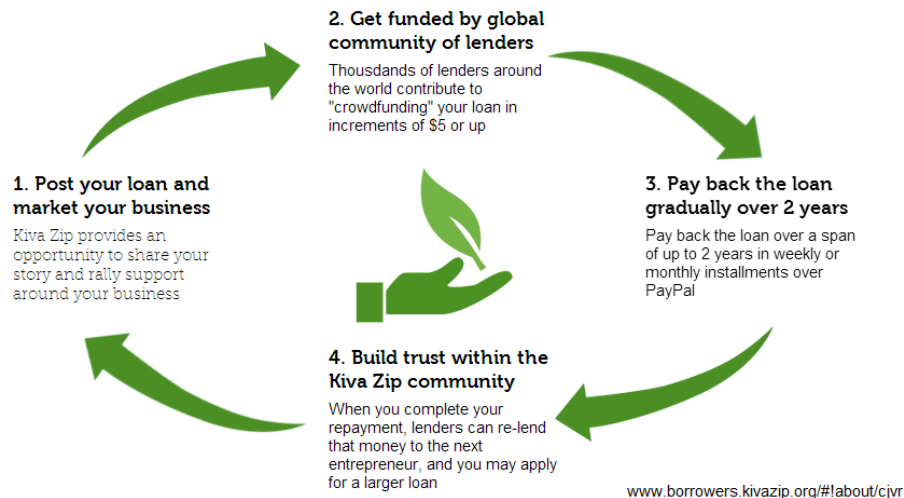 1. Post your loan and
market your business
Kiva Zip provides an
opportunity to share your
story and rally support
around your business
2. Get funded by global
community of lenders
Thousdands of lenders around
the world contribute to
"crowdfunding" your loan in
increments of $5 or up
3. Pay back the loan
gradually over 2 years
Pay back the loan over a span
of up to 2 years in weekly or
monthly installments over
PayPal
4. Build trust within the
Kiva Zip community
When you complete your
repayment, lenders can re-lend
that money to the next
entrepreneur, and you may apply
for a larger loan
www.borrowers.kivazip.org/#!about/cjvr